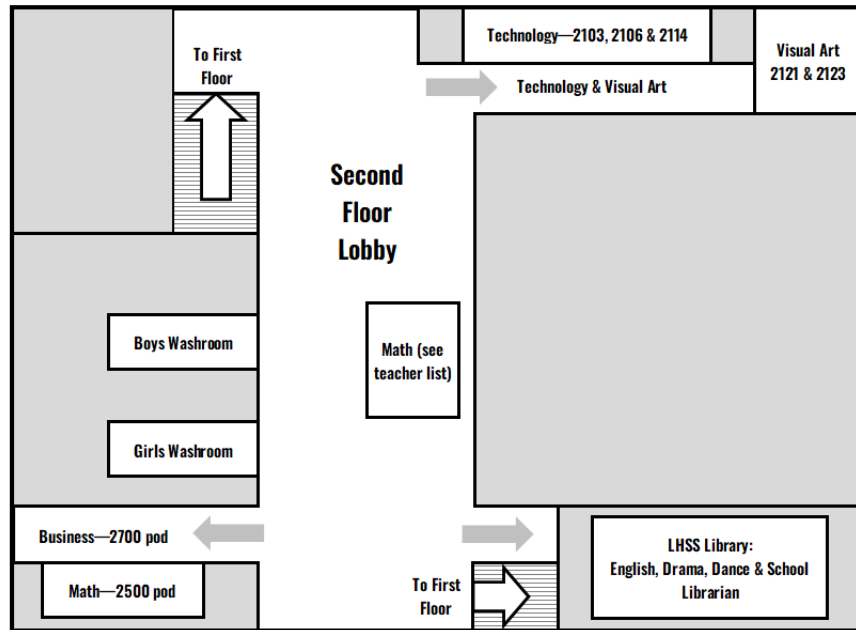 Technology—2103, 2106 & 2114
Visual Art
2121 & 2123
To First
Floor
Technology & Visual Art
Second
Floor
Lobby
Boys Washroom
Math (see
teacher list)
Girls Washroom
Business—2700 pod
LHSS Library:
English, Drama, Dance & School
Librarian
Math—2500 pod
To First
Floor